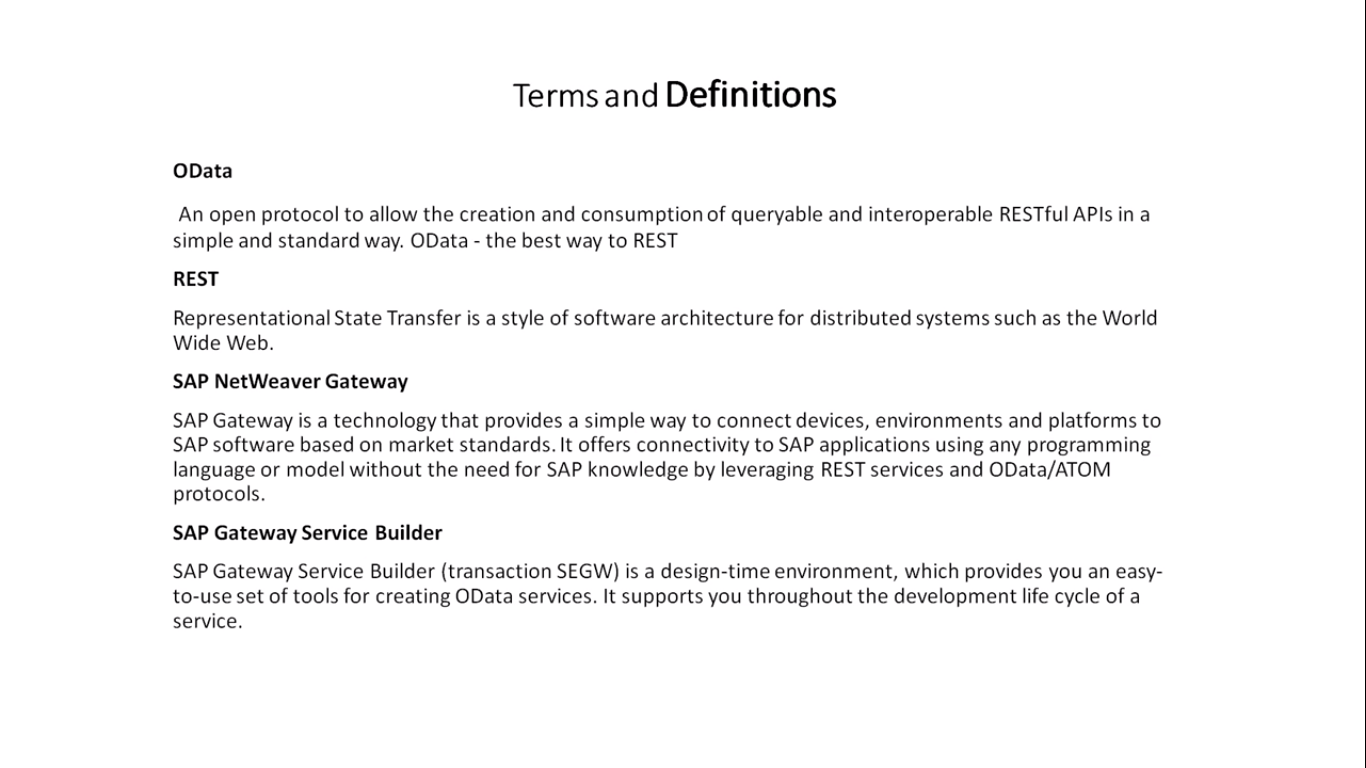 Terms and Definitions
OData
An open protocol to allow the creation and consumption of queryable and interoperable RESTful APIs in a
simple and standard way. OData - the best way to REST
REST
Representational State Transfer is a style of software architecture for distributed systems such as the World
Wide Web.
SAP NetWeaver Gateway
SAP Gateway is a technology that provides a simple way to connect devices, environments and platforms to
SAP software based on market standards. It offers connectivity to SAP applications using any programming
language or model without the need for SAP knowledge by leveraging REST services and OData/ATOM
protocols.
SAP Gateway Service Builder
SAP Gateway Service Builder (transaction SEGW) is a design-time environment, which provides you an easy-
to-use set of tools for creating OData services. It supports you throughout the development life cycle of a
service.